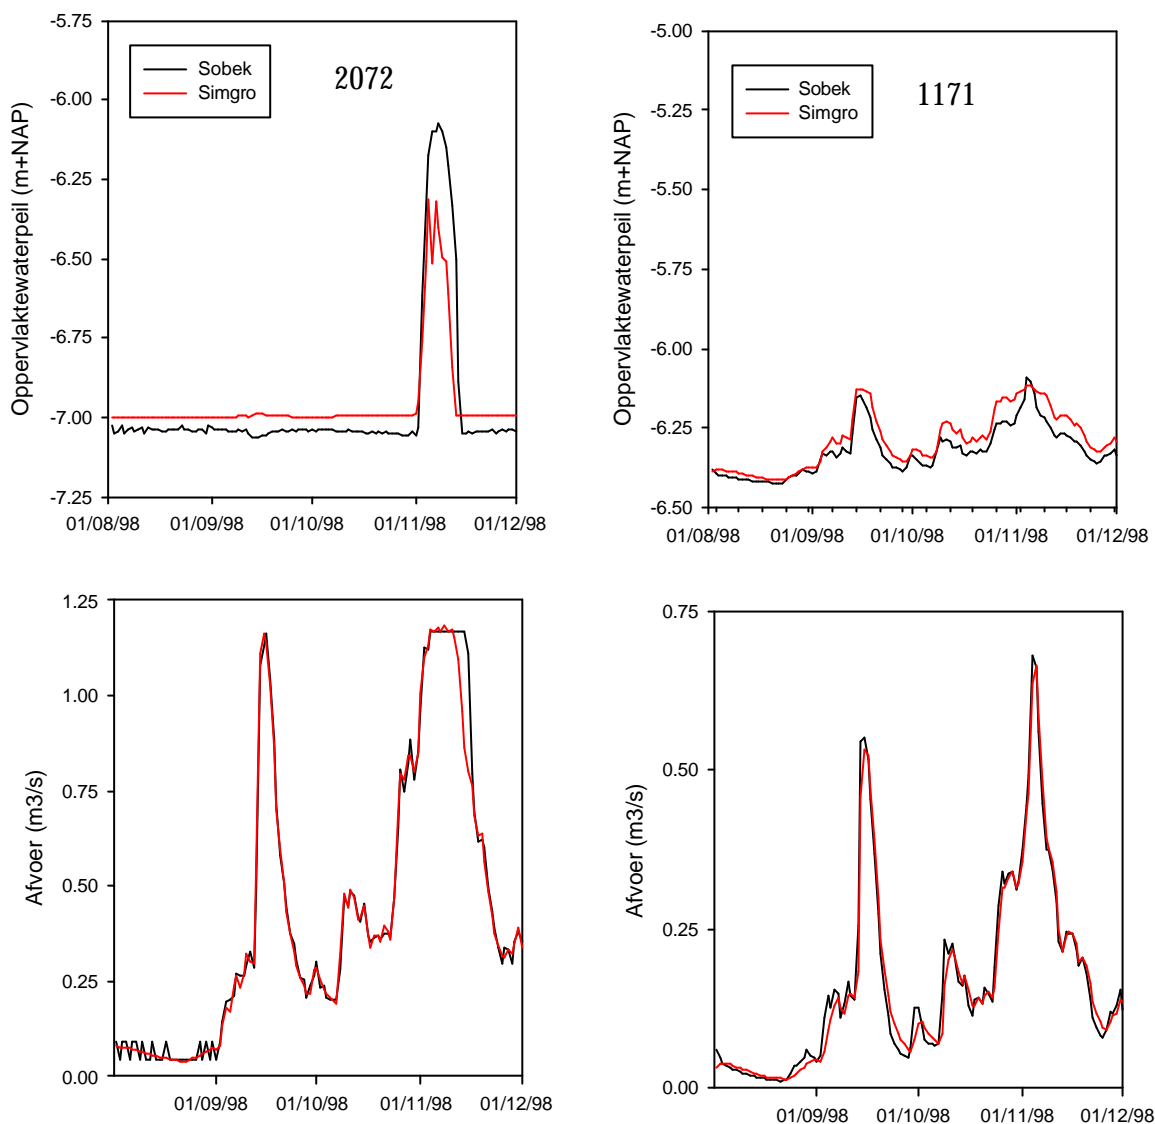 -5.75
-6.00
-6.25
-6.50
-6.75
-7.00
-7.25
Oppervlaktewaterpeil (m+NAP)
Sobek
Simgro
2072
01/08/98 01/09/98 01/10/98 01/11/98 01/12/98
-5.00
-5.25
-5.50
-5.75
-6.00
-6.25
-6.50
Oppervlaktewaterpeil (m+NAP)
Sobek
Simgro
1171
01/08/98 01/09/98 01/10/98 01/11/98 01/12/98
1.25
1.00
0.75
0.50
0.25
0.00
Afvoer (m3/s)
01/09/98 01/10/98 01/11/98 01/12/98
0.75
0.50
0.25
0.00
Afvoer (m3/s)
01/09/98 01/10/98 01/11/98 01/12/98